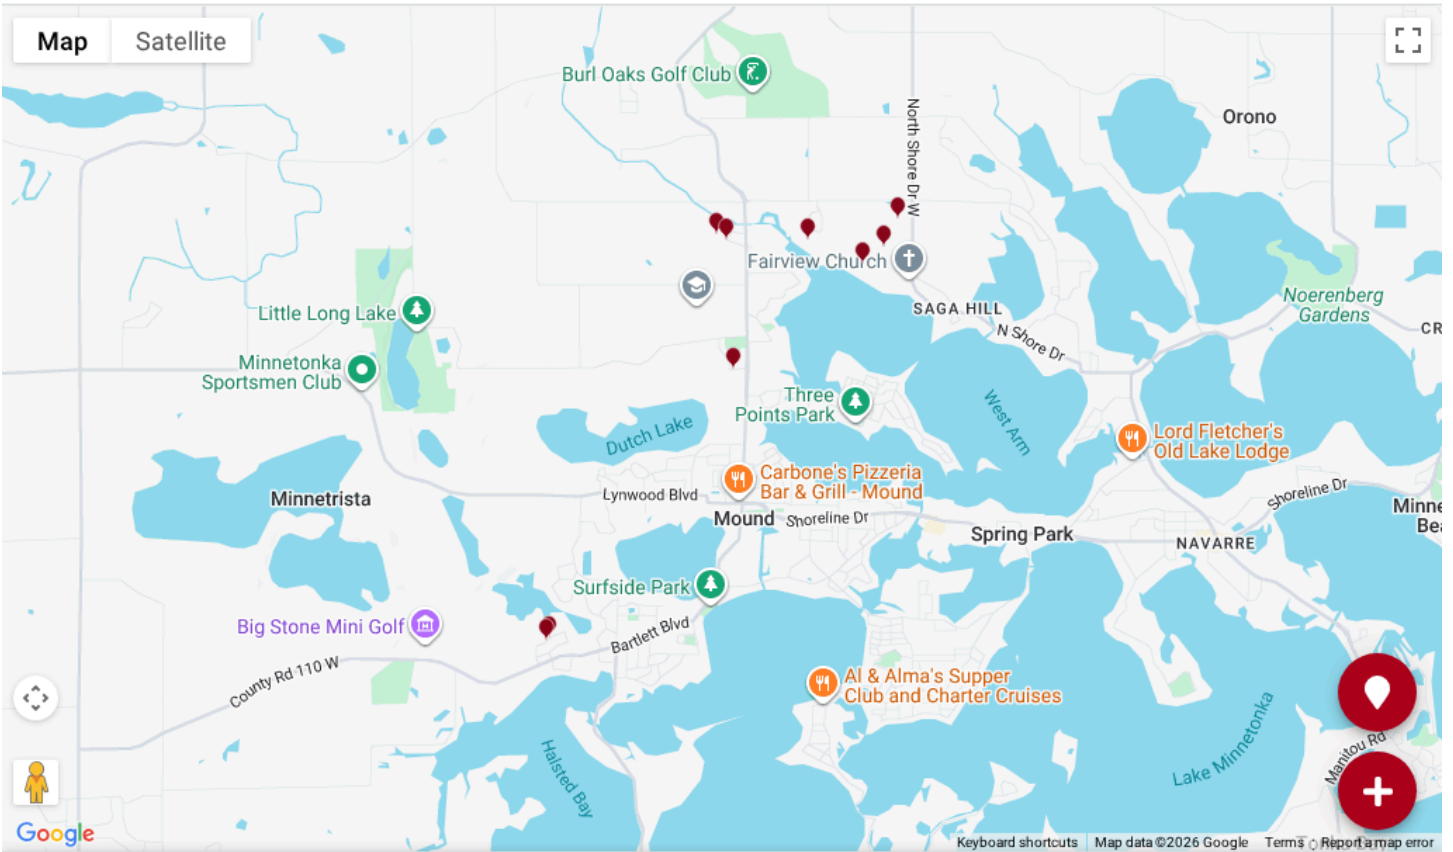 Map
Satellite
Burl Oaks Golf Club
Orono
North Shore Dr W
Fairview Church
Little Long Lake
SAGA HILL
Noerenberg
Gardens
N Shore Dr
CR
Minnetonka
Sportsmen Club
Three
Points Park
West Arm
Dutch Lake
Lord Fletcher's
Old Lake Lodge
Carbone's Pizzeria
Bar & Grill - Mound
Minnetrista
Lynwood Blvd
Shoreline Dr
Mound
Shoreline Dr
Minne
Bea
Spring Park
NAVARRE
Surfside Park
Big Stone Mini Golf
Bartlett Blvd
County Rd 110 W
Al & Alma's Supper
Club and Charter Cruises
Halsted Bay
Lake Minnetonka
Manitou Rd
Google
Keyboard shortcuts
Map data ©2026 Google
Terms
Report a map error